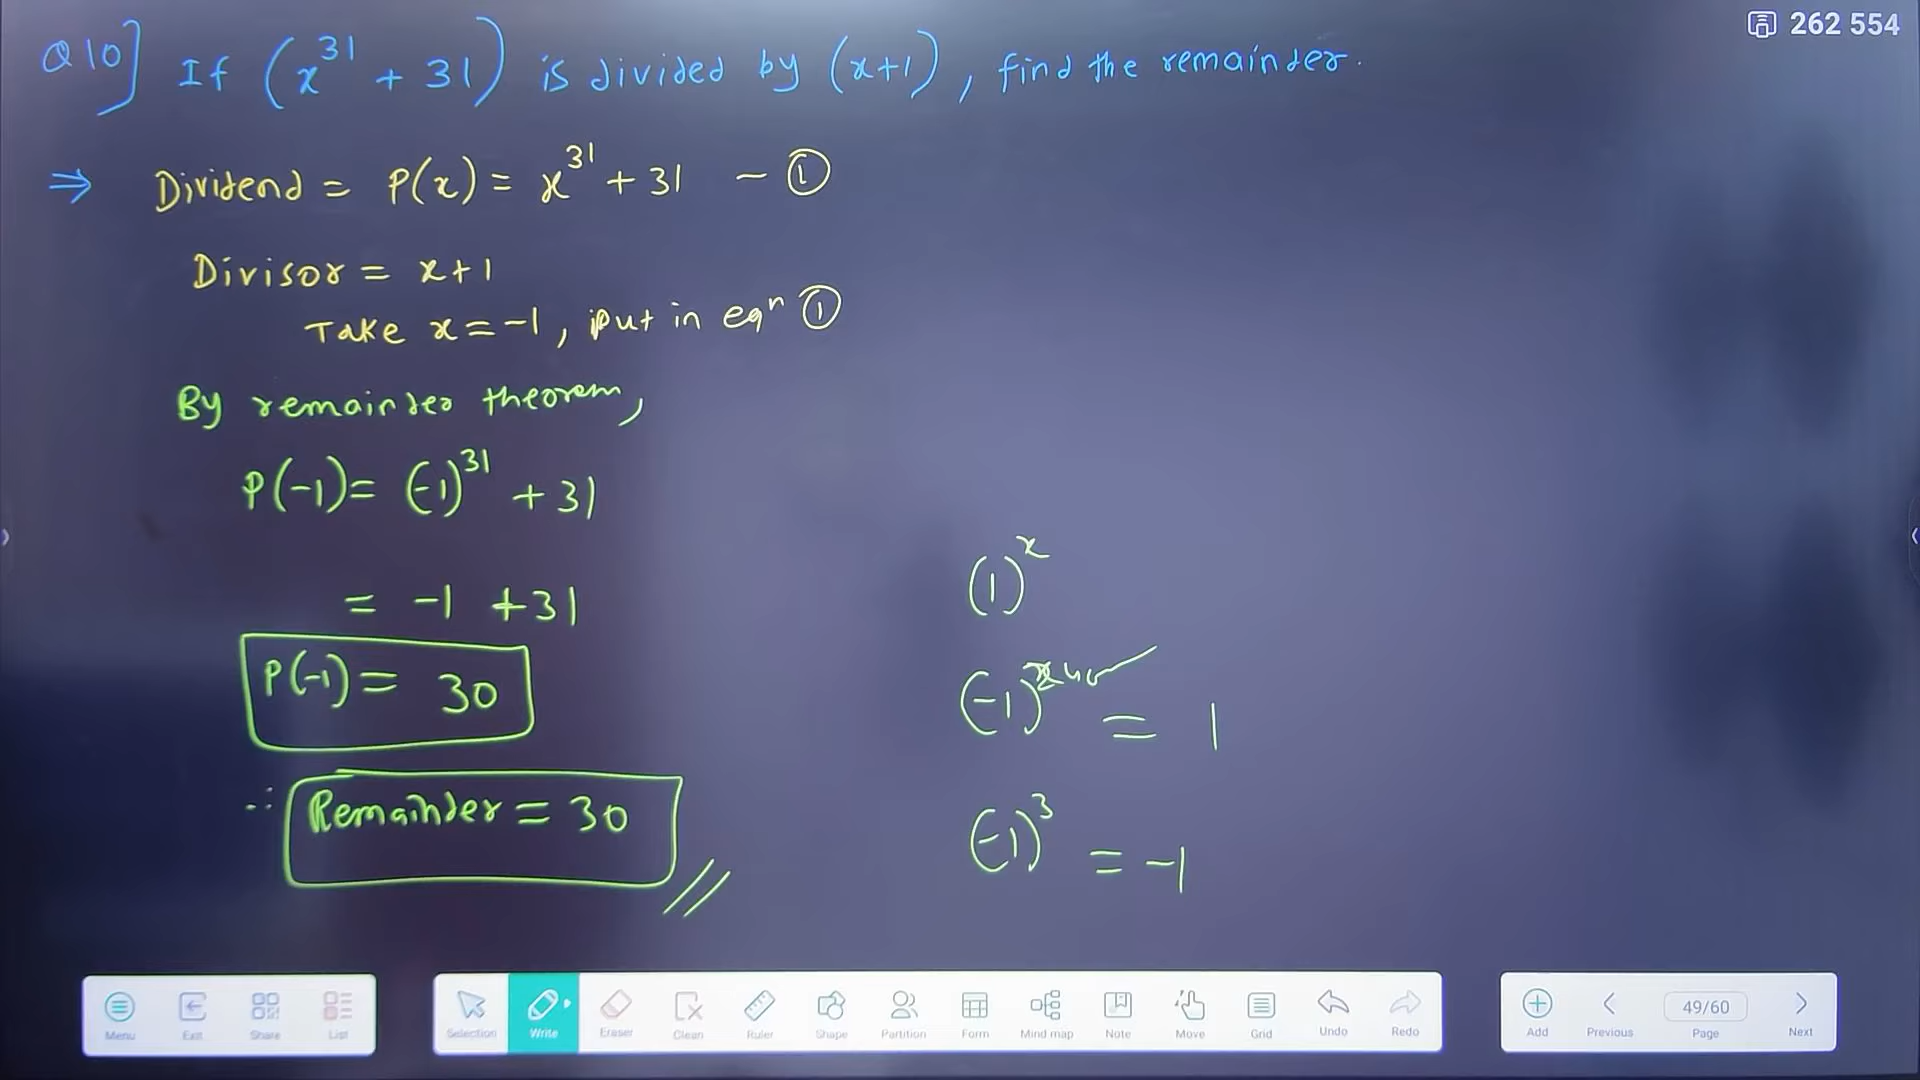 262 554
Q10] If (x^31 + 31) is divided by (x+1), find the remainder.
⇒ Dividend = P(x) = x^31 + 31 - ①
Divisor = x+1
Take x = -1, put in eqn ①
By remainder theorem,
P(-1) = (-1)^31 + 31
= -1 + 31
P(-1) = 30
∴ Remainder = 30
(1)^x
(-1) = 1
(-1)^3 = -1
Menu Exit Share List
Selection Write Eraser Clean Ruler Shape Partition Form Mind map Note Move Grid Undo Redo
Add Previous 49/60 Page Next